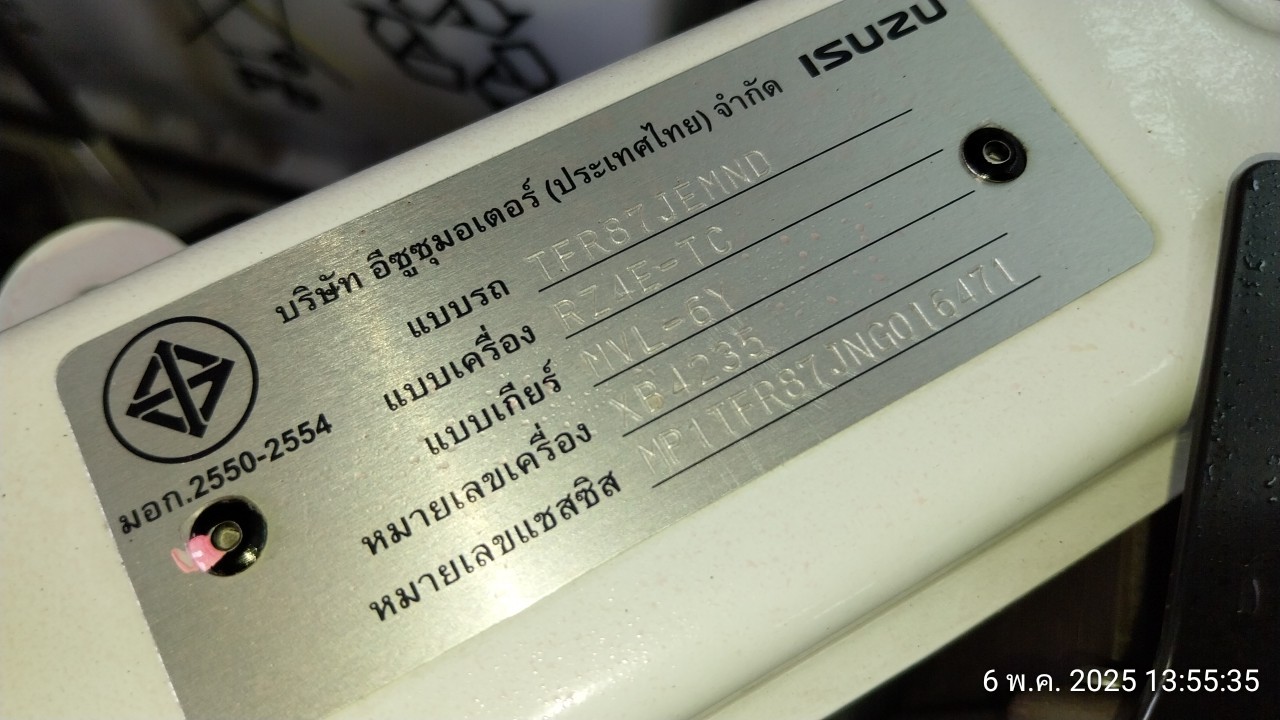 ISUZU
บริษัท อีซูซุมอเตอร์ (ประเทศไทย) จำกัด
แบบรถ TFR87JEMND
แบบเครื่อง RZ4E-TC
แบบเกียร์ MVL-6Y
หมายเลขเครื่อง XB4235
หมายเลขแชสซิส MP1TFR87JNG016471
มอก.2550-2554
6 พ.ค. 2025 13:55:35